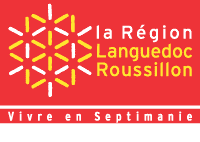 la Région
Languedoc
Roussillon
Vivre en Septimanie